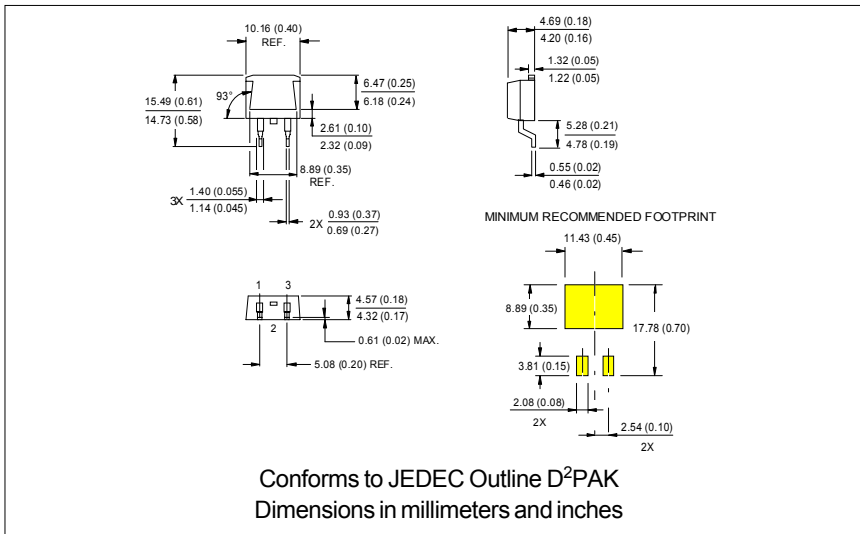 10.16 (0.40)
REF.
93°
15.49 (0.61)
14.73 (0.58)
6.47 (0.25)
6.18 (0.24)
2.61 (0.10)
2.32 (0.09)
8.89 (0.35)
REF.
3X
1.40 (0.055)
1.14 (0.045)
2X
0.93 (0.37)
0.69 (0.27)
4.69 (0.18)
4.20 (0.16)
1.32 (0.05)
1.22 (0.05)
5.28 (0.21)
4.78 (0.19)
0.55 (0.02)
0.46 (0.02)
1 3
2
4.57 (0.18)
4.32 (0.17)
0.61 (0.02) MAX.
5.08 (0.20) REF.
MINIMUM RECOMMENDED FOOTPRINT
11.43 (0.45)
8.89 (0.35)
17.78 (0.70)
3.81 (0.15)
2.08 (0.08)
2X
2.54 (0.10)
2X
Conforms to JEDEC Outline D²PAK
Dimensions in millimeters and inches